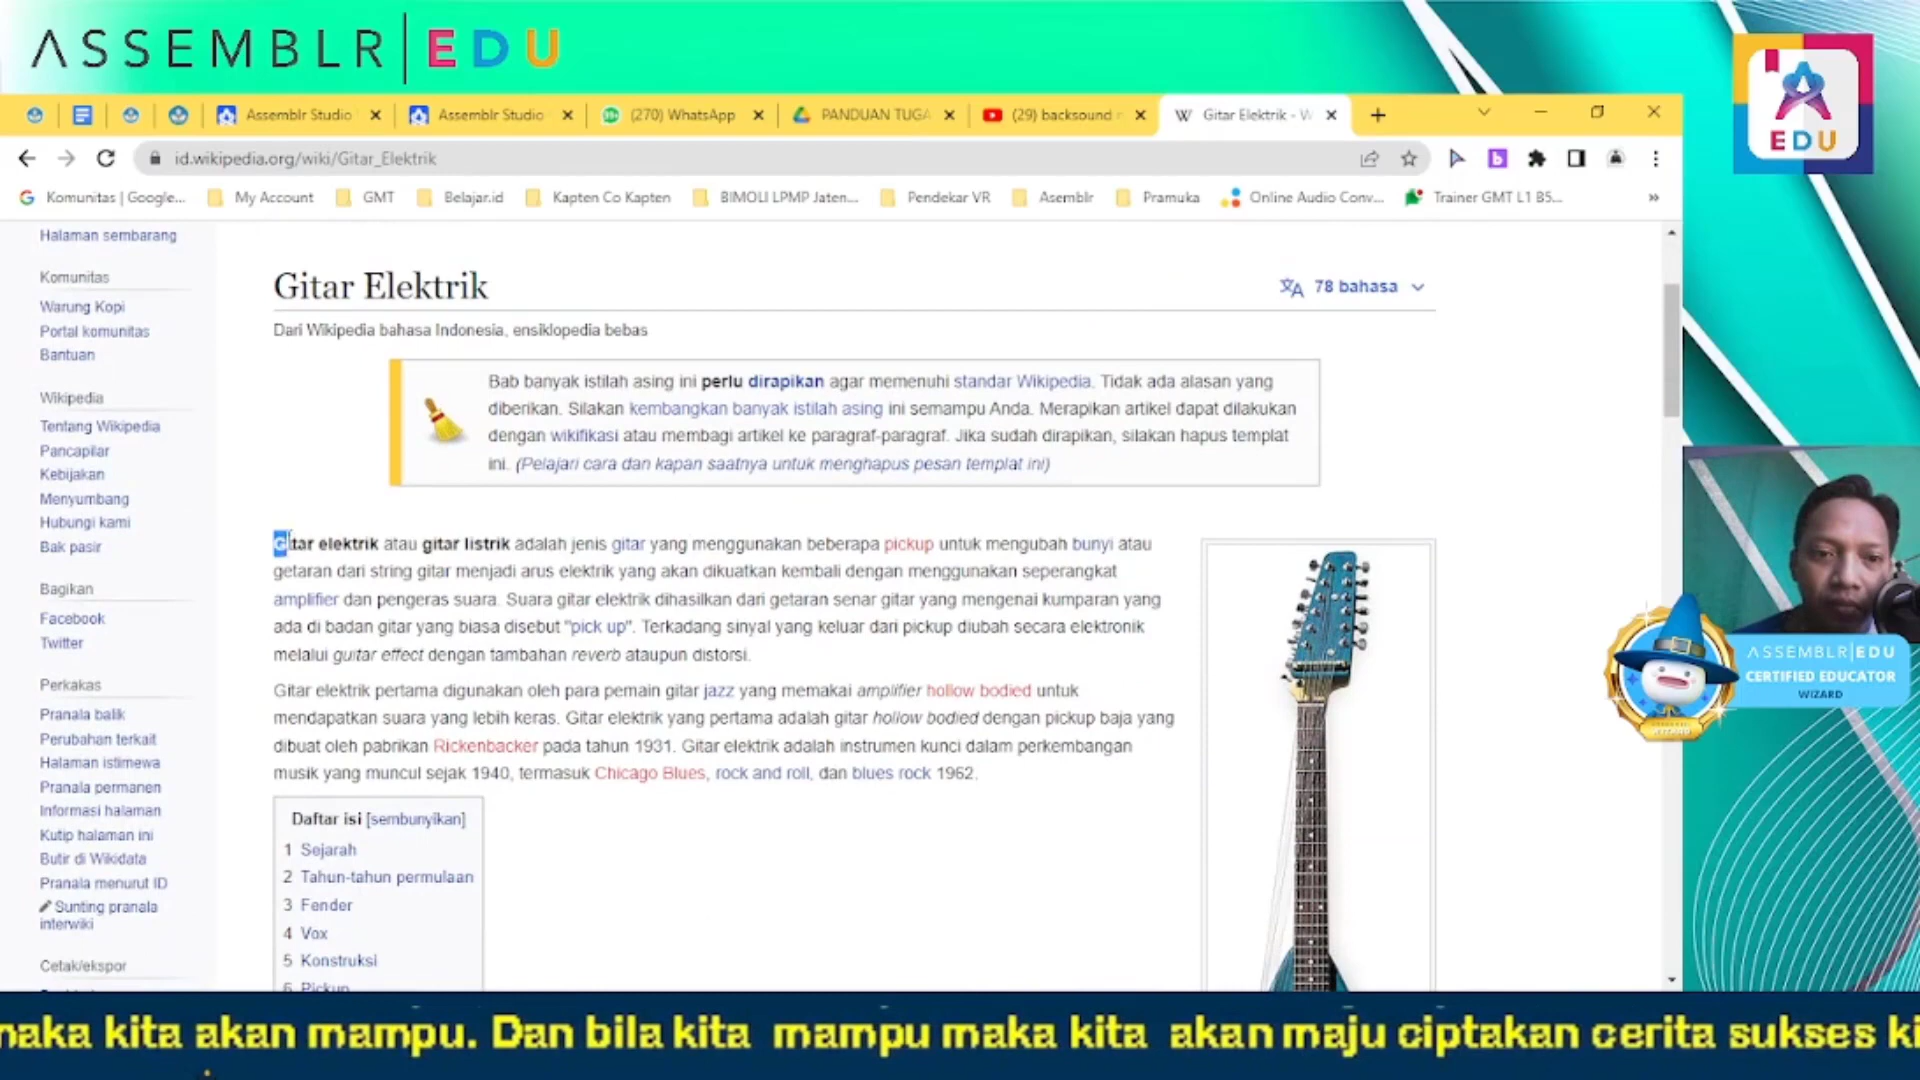 ASSEMBLR | EDU
EDU
Assemblr Studio
Assemblr Studio
(270) WhatsApp
PANDUAN TUGA
(29) backsound
Gitar Elektrik - W
id.wikipedia.org/wiki/Gitar_Elektrik
Komunitas | Google...
My Account
GMT
Belajar.id
Kapten Co Kapten
BIMOLI LPMP Jaten...
Pendekar VR
Asemblr
Pramuka
Online Audio Conv...
Trainer GMT L1 B5...
»
Halaman sembarang
Komunitas
Warung Kopi
Portal komunitas
Bantuan
Wikipedia
Tentang Wikipedia
Pancapilar
Kebijakan
Menyumbang
Hubungi kami
Bak pasir
Bagikan
Facebook
Twitter
Perkakas
Pranala balik
Perubahan terkait
Halaman istimewa
Pranala permanen
Informasi halaman
Kutip halaman ini
Butir di Wikidata
Pranala menurut ID
Sunting pranala
interwiki
Cetak/ekspor
Gitar Elektrik
78 bahasa
Dari Wikipedia bahasa Indonesia, ensiklopedia bebas
Bab banyak istilah asing ini perlu dirapikan agar memenuhi standar Wikipedia. Tidak ada alasan yang
diberikan. Silakan kembangkan banyak istilah asing ini semampu Anda. Merapikan artikel dapat dilakukan
dengan wikifikasi atau membagi artikel ke paragraf-paragraf. Jika sudah dirapikan, silakan hapus templat
ini. (Pelajari cara dan kapan saatnya untuk menghapus pesan templat ini)
Gitar elektrik atau gitar listrik adalah jenis gitar yang menggunakan beberapa pickup untuk mengubah bunyi atau
getaran dari string gitar menjadi arus elektrik yang akan dikuatkan kembali dengan menggunakan seperangkat
amplifier dan pengeras suara. Suara gitar elektrik dihasilkan dari getaran senar gitar yang mengenai kumparan yang
ada di badan gitar yang biasa disebut "pick up". Terkadang sinyal yang keluar dari pickup diubah secara elektronik
melalui guitar effect dengan tambahan reverb ataupun distorsi.
Gitar elektrik pertama digunakan oleh para pemain gitar jazz yang memakai amplifier hollow bodied untuk
mendapatkan suara yang lebih keras. Gitar elektrik yang pertama adalah gitar hollow bodied dengan pickup baja yang
dibuat oleh pabrikan Rickenbacker pada tahun 1931. Gitar elektrik adalah instrumen kunci dalam perkembangan
musik yang muncul sejak 1940, termasuk Chicago Blues, rock and roll, dan blues rock 1962.
Daftar isi [sembunyikan]
1 Sejarah
2 Tahun-tahun permulaan
3 Fender
4 Vox
5 Konstruksi
6 Pickup
ASSEMBLR | EDU
CERTIFIED EDUCATOR
WIZARD
maka kita akan mampu. Dan bila kita mampu maka kita akan maju ciptakan cerita sukses ki